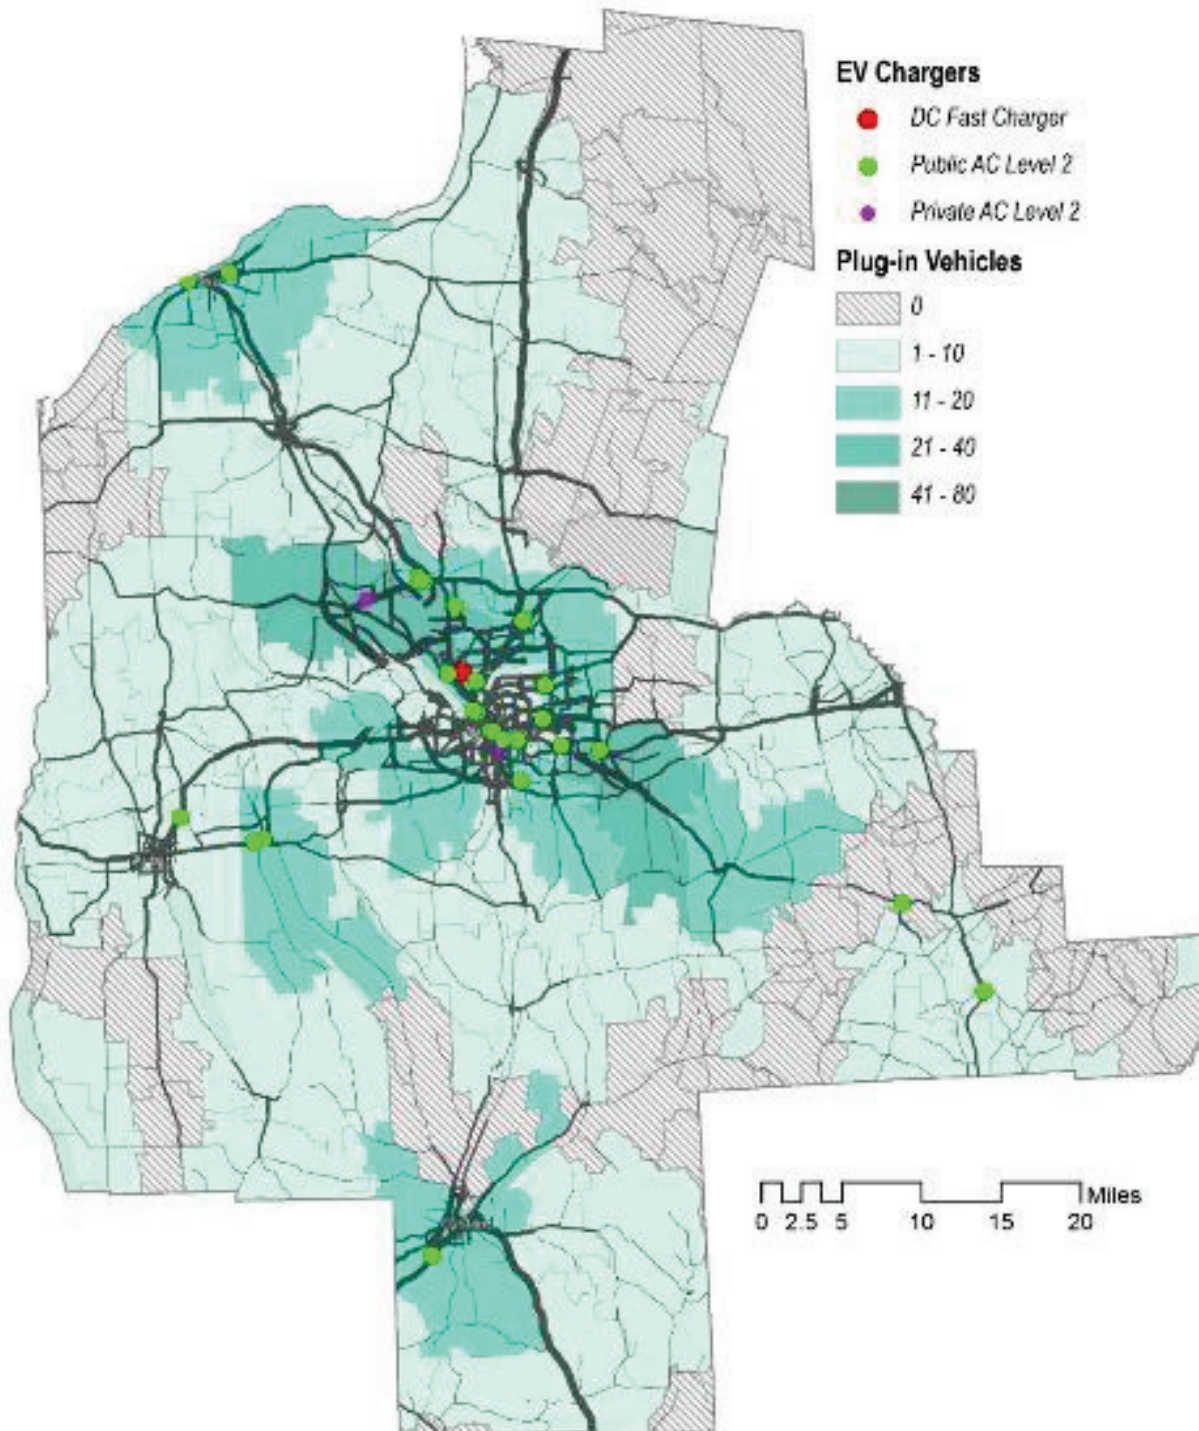 EV Chargers
DC Fast Charger
Public AC Level 2
Private AC Level 2
Plug-in Vehicles
0
1 - 10
11 - 20
21 - 40
41 - 80
Miles
0 2.5 5 10 15 20